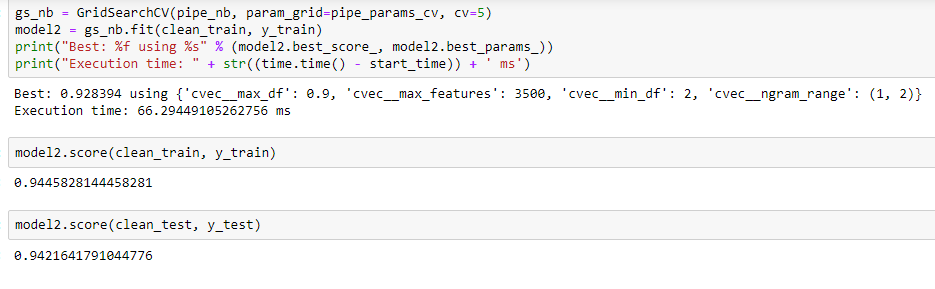 gs_nb = GridSearchCV(pipe_nb, param_grid=pipe_params_cv, cv=5)
model2 = gs_nb.fit(clean_train, y_train)
print("Best: %f using %s" % (model2.best_score_, model2.best_params_))
print("Execution time: " + str((time.time() - start_time)) + ' ms')
Best: 0.928394 using {'cvec__max_df': 0.9, 'cvec__max_features': 3500, 'cvec__min_df': 2, 'cvec__ngram_range': (1, 2)}
Execution time: 66.29449105262756 ms
model2.score(clean_train, y_train)
0.9445828144458281
model2.score(clean_test, y_test)
0.9421641791044776